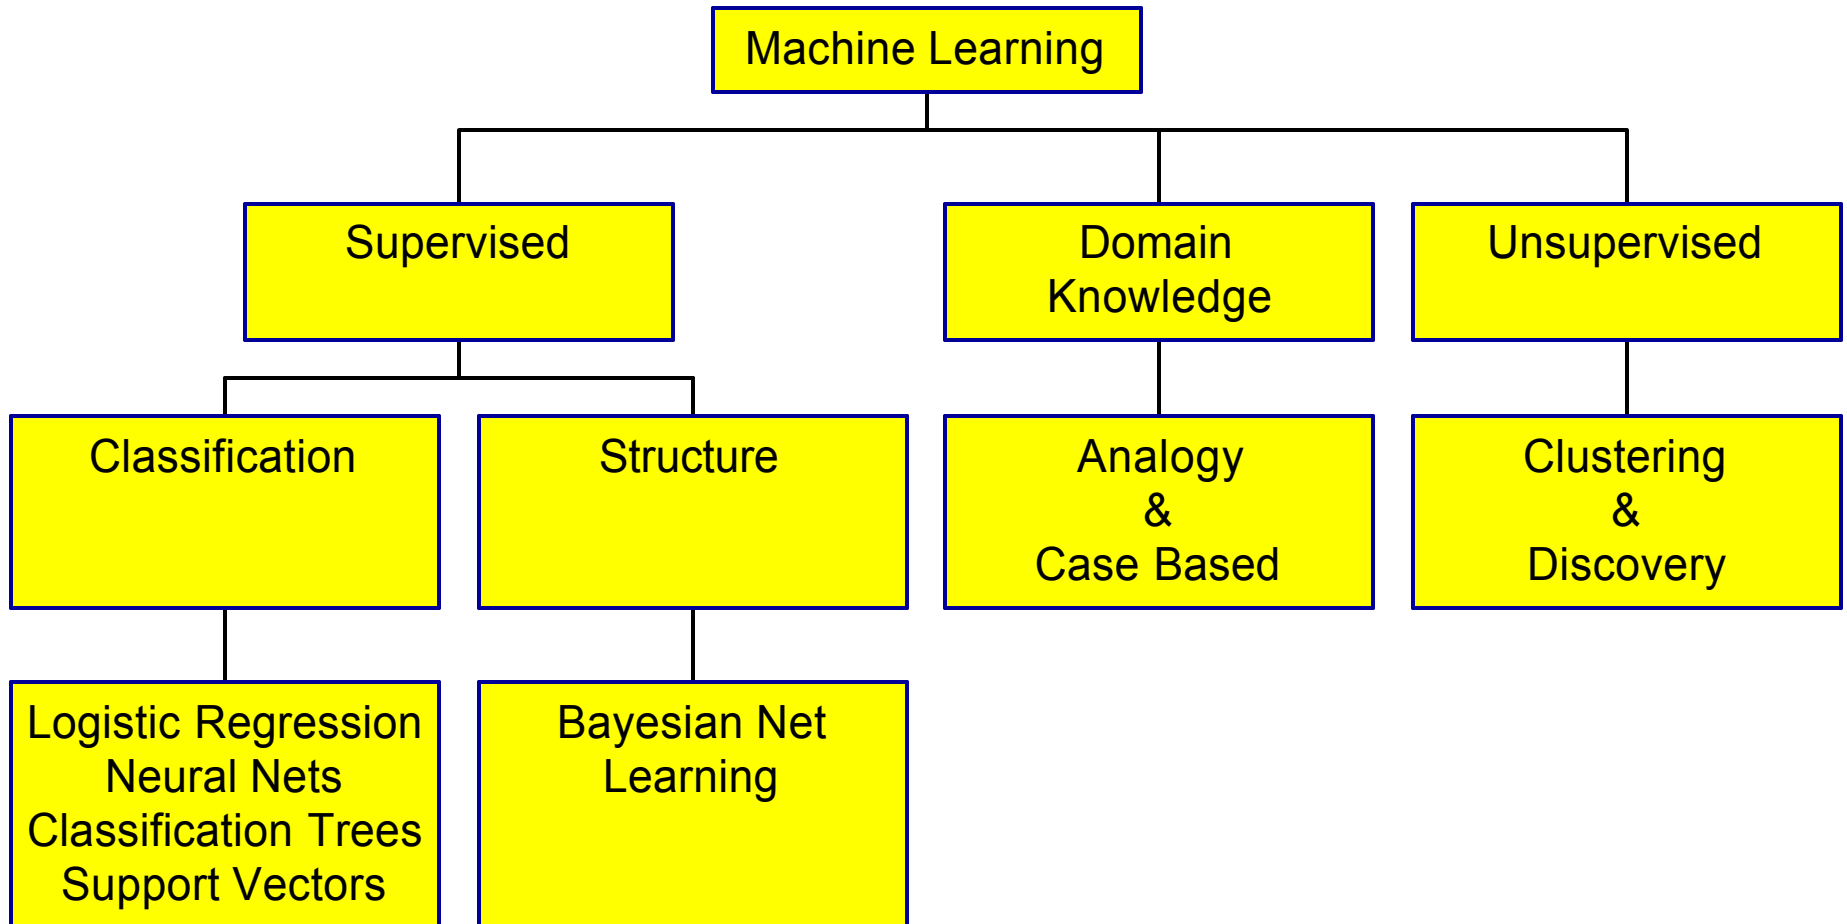 Machine Learning
Supervised
Domain
Knowledge
Unsupervised
Classification
Structure
Analogy
&
Case Based
Clustering
&
Discovery
Logistic Regression
Neural Nets
Classification Trees
Support Vectors
Bayesian Net
Learning